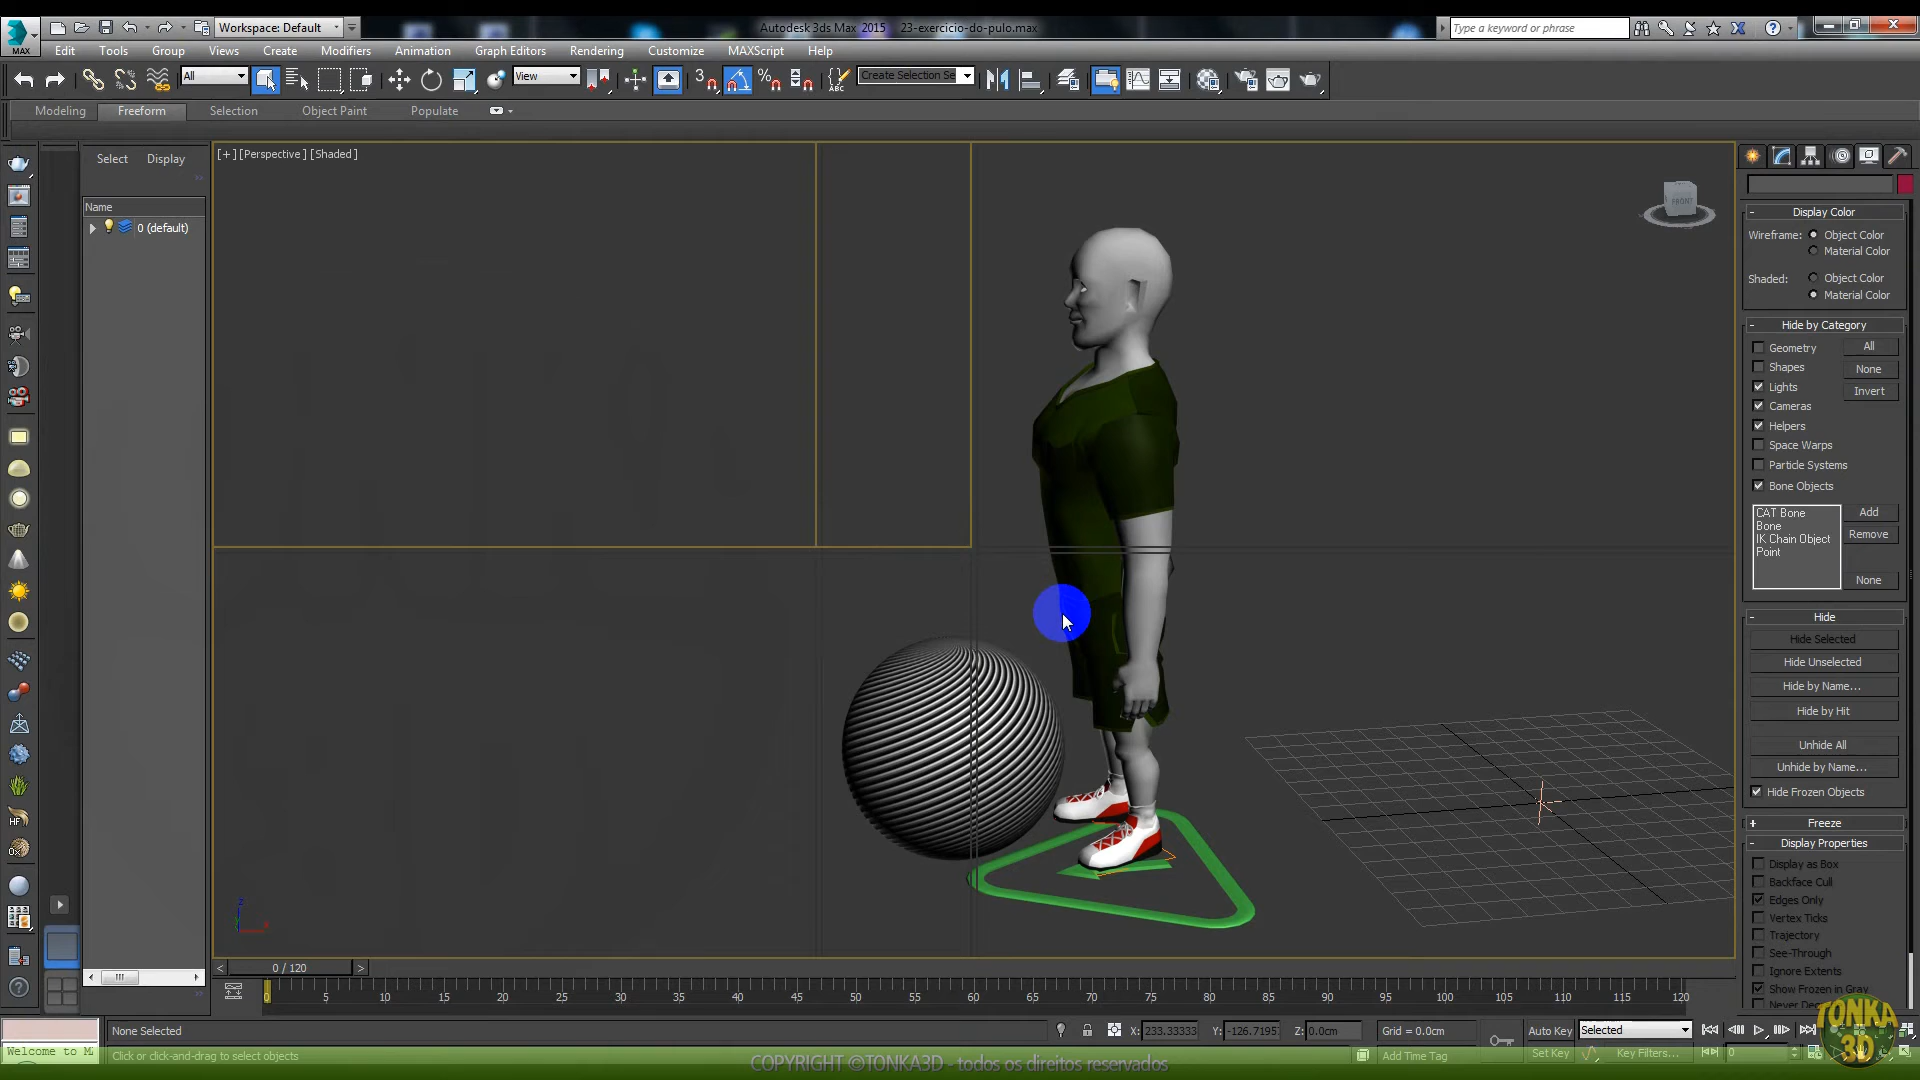 Workspace: Default
Autodesk 3ds Max 2015 23-exercicio-do-pulo.max
Type a keyword or phrase
MAX
Edit Tools Group Views Create Modifiers Animation Graph Editors Rendering Customize MAXScript Help
All
View
3
%
ABC
Create Selection Se
Modeling Freeform Selection Object Paint Populate
Select Display
Name
0 (default)
[+] [Perspective ] [Shaded ]
FRONT
Display Color
Wireframe: Object Color
Material Color
Shaded: Object Color
Material Color
Hide by Category
Geometry All
Shapes None
Lights
Cameras Invert
Helpers
Space Warps
Particle Systems
Bone Objects
CAT Bone Add
Bone
IK Chain Object Remove
Point
None
Hide
Hide Selected
Hide Unselected
Hide by Name...
Hide by Hit
Unhide All
Unhide by Name...
Hide Frozen Objects
Freeze
Display Properties
Display as Box
Backface Cull
Edges Only
Vertex Ticks
Trajectory
See-Through
Ignore Extents
Show Frozen in Gray
HF
z
x
< 0 / 120 >
0 5 10 15 20 25 30 35 40 45 50 55 60 65 70 75 80 85 90 95 100 105 110 115 120
None Selected X: 233.33333 Y: -126.7195 Z: 0.0cm Grid = 0.0cm Auto Key Selected
Welcome to M
Click or click-and-drag to select objects
Add Time Tag Set Key Key Filters... 0
COPYRIGHT ©TONKA3D - todos os direitos reservados
TONKA
3D